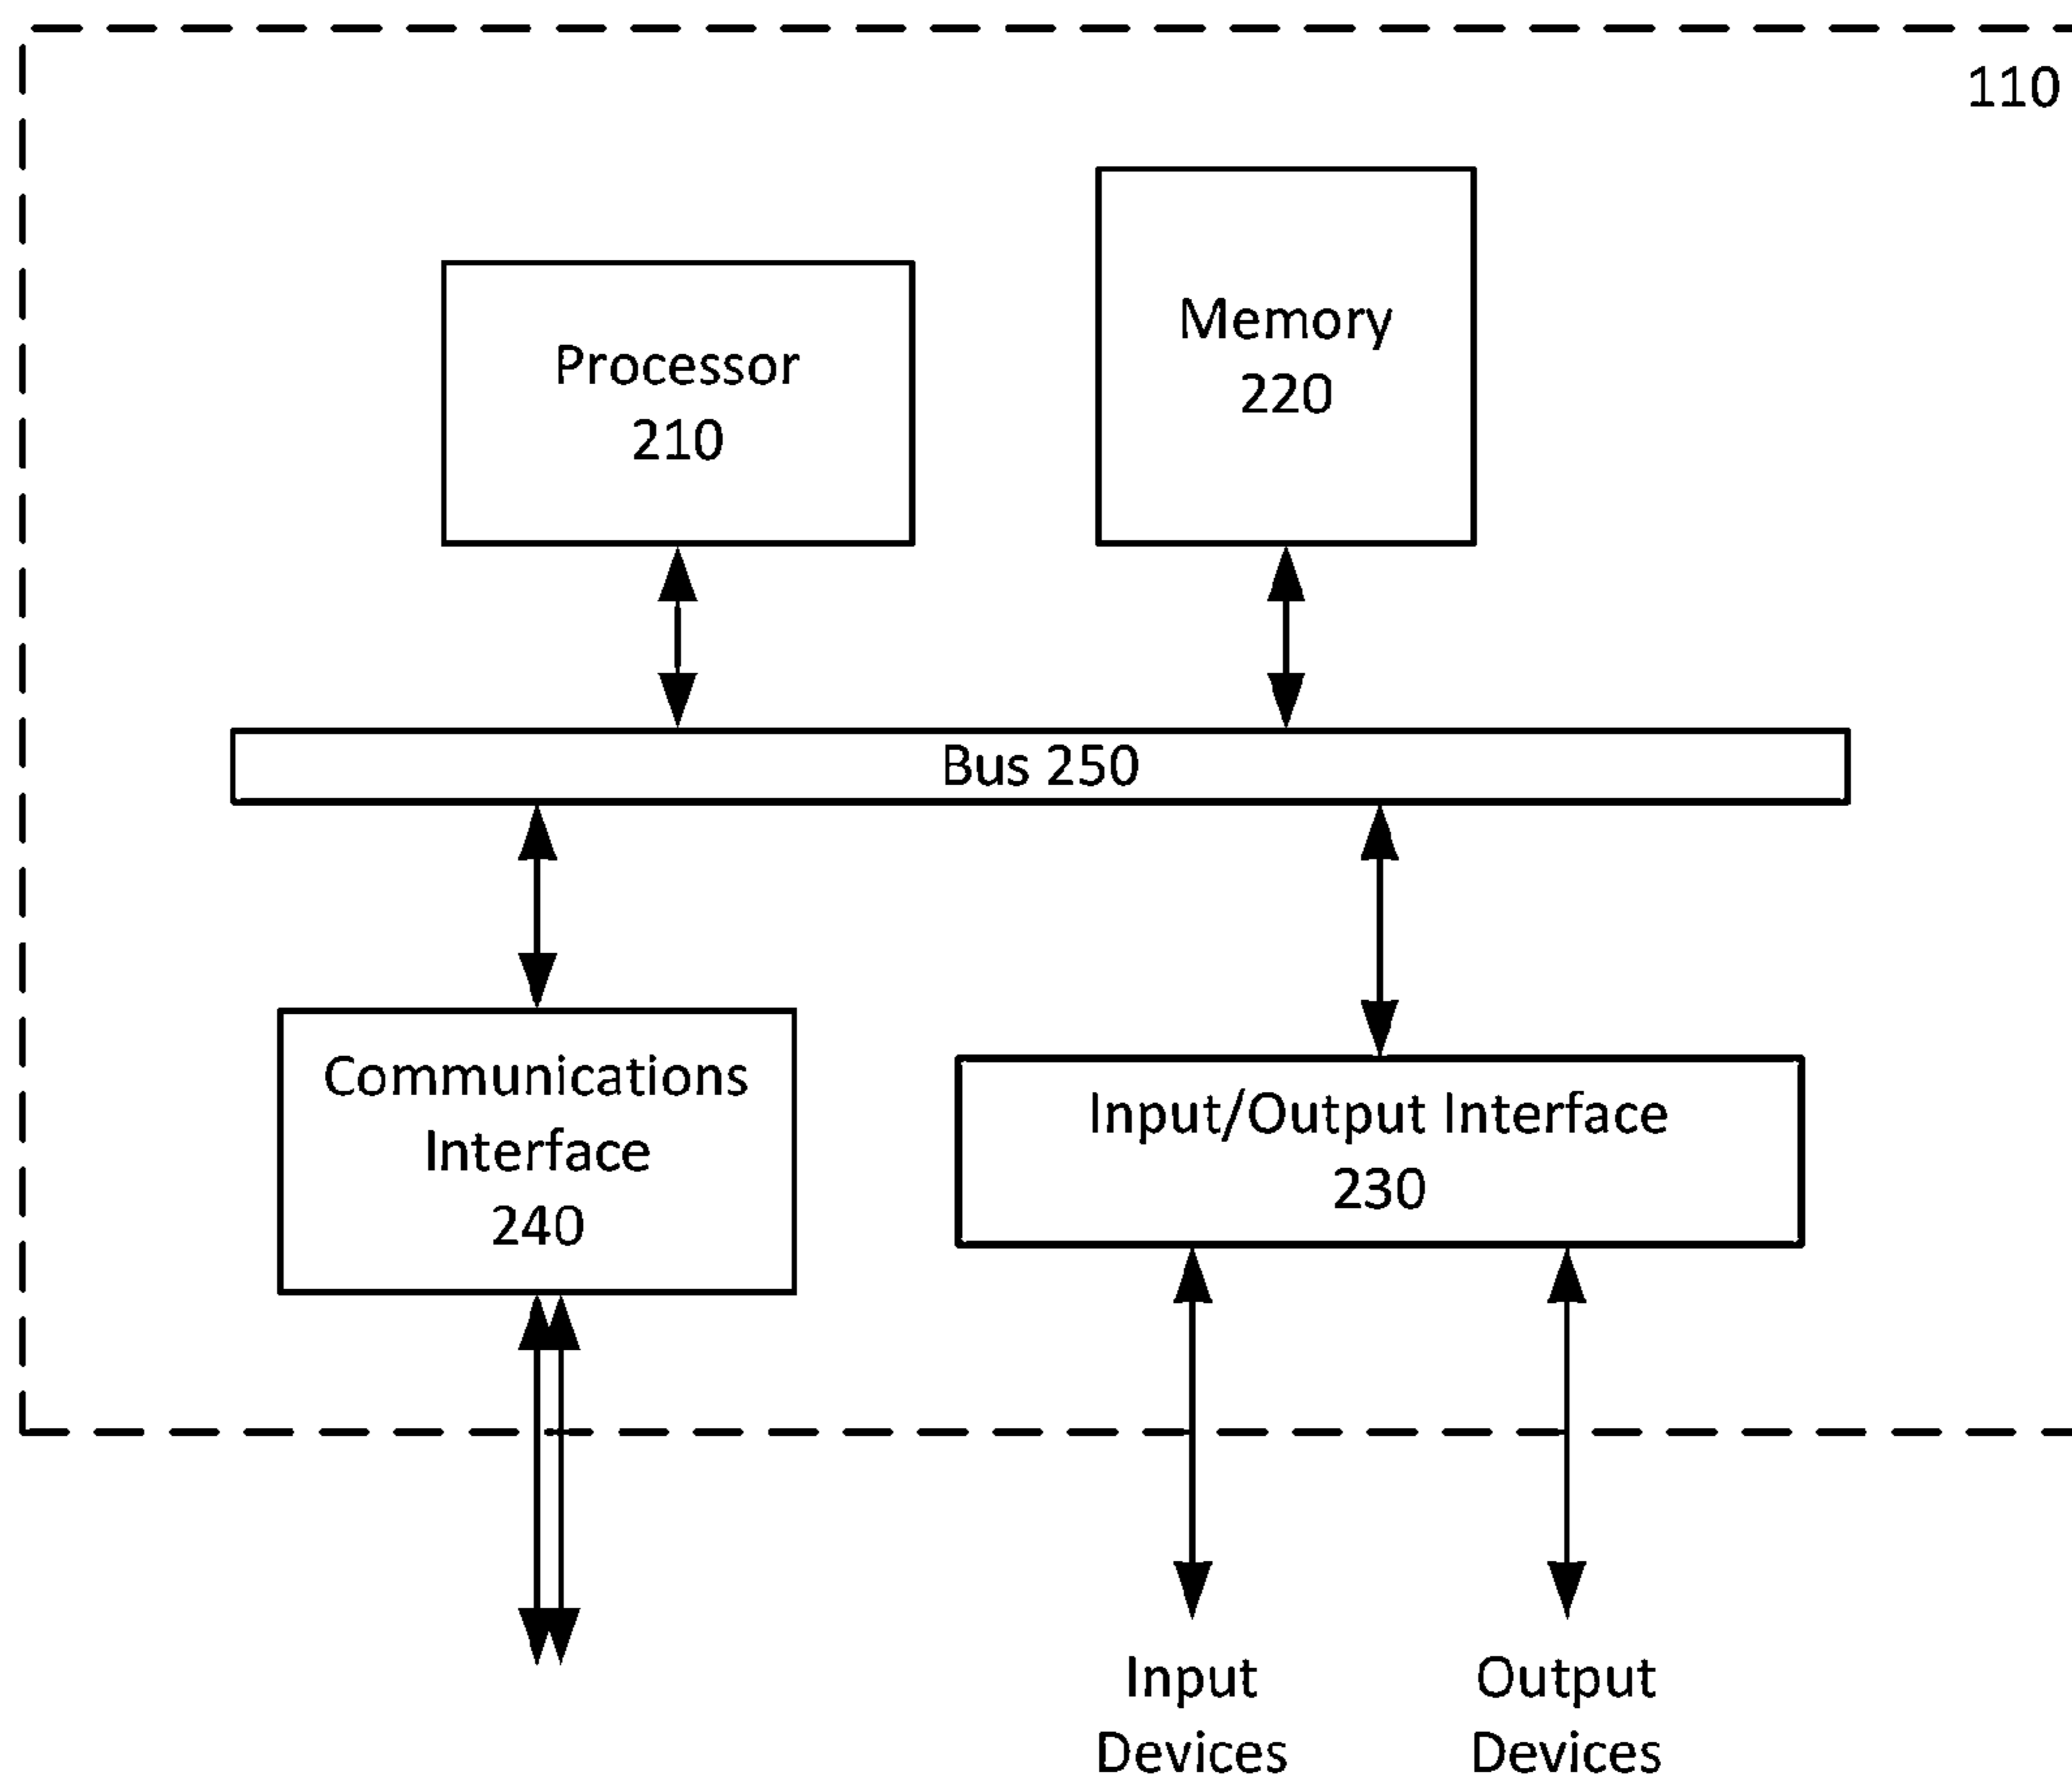 110
Processor
210
Memory
220
Bus 250
Communications
Interface
240
Input/Output Interface
230
Input
Devices
Output
Devices